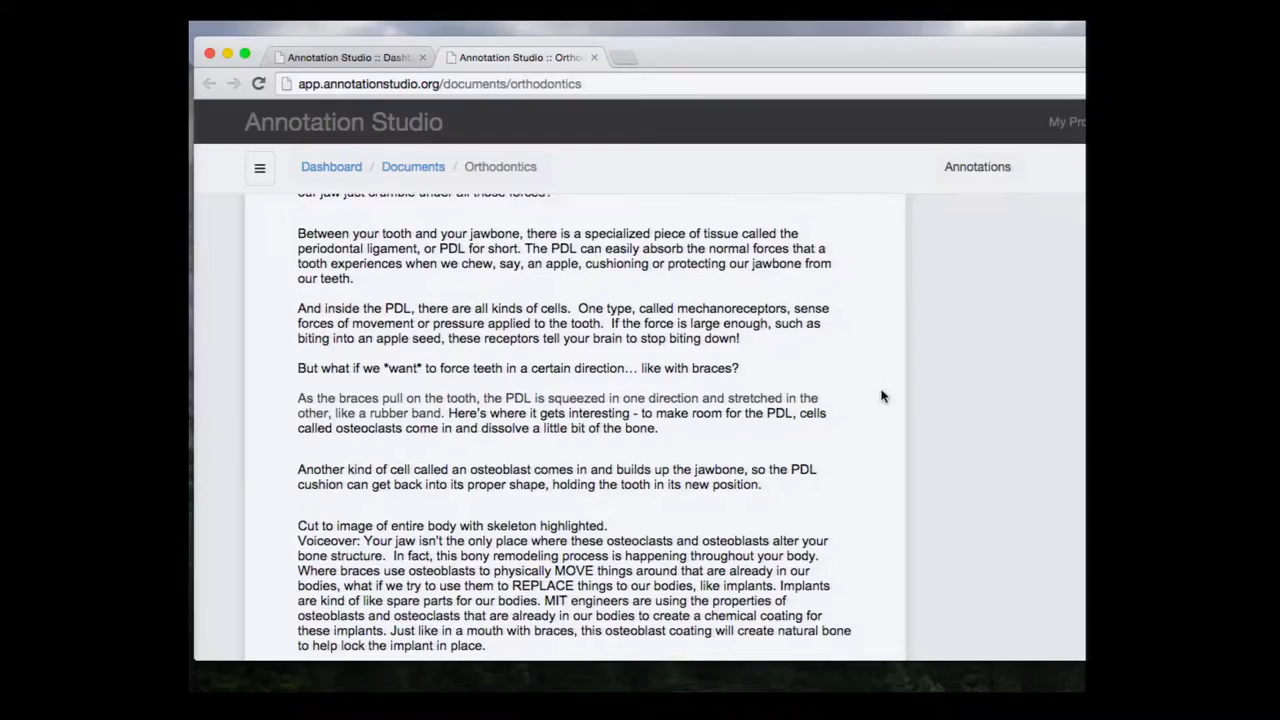 Annotation Studio :: Dashb
Annotation Studio :: Ortho
app.annotationstudio.org/documents/orthodontics
Annotation Studio
My Pro
Dashboard / Documents / Orthodontics
Annotations
our jaw just crumble under all those forces?
Between your tooth and your jawbone, there is a specialized piece of tissue called the
periodontal ligament, or PDL for short. The PDL can easily absorb the normal forces that a
tooth experiences when we chew, say, an apple, cushioning or protecting our jawbone from
our teeth.
And inside the PDL, there are all kinds of cells.  One type, called mechanoreceptors, sense
forces of movement or pressure applied to the tooth.  If the force is large enough, such as
biting into an apple seed, these receptors tell your brain to stop biting down!
But what if we *want* to force teeth in a certain direction… like with braces?
As the braces pull on the tooth, the PDL is squeezed in one direction and stretched in the
other, like a rubber band. Here's where it gets interesting - to make room for the PDL, cells
called osteoclasts come in and dissolve a little bit of the bone.
Another kind of cell called an osteoblast comes in and builds up the jawbone, so the PDL
cushion can get back into its proper shape, holding the tooth in its new position.
Cut to image of entire body with skeleton highlighted.
Voiceover: Your jaw isn't the only place where these osteoclasts and osteoblasts alter your
bone structure.  In fact, this bony remodeling process is happening throughout your body.
Where braces use osteoblasts to physically MOVE things around that are already in our
bodies, what if we try to use them to REPLACE things to our bodies, like implants. Implants
are kind of like spare parts for our bodies. MIT engineers are using the properties of
osteoblasts and osteoclasts that are already in our bodies to create a chemical coating for
these implants. Just like in a mouth with braces, this osteoblast coating will create natural bone
to help lock the implant in place.